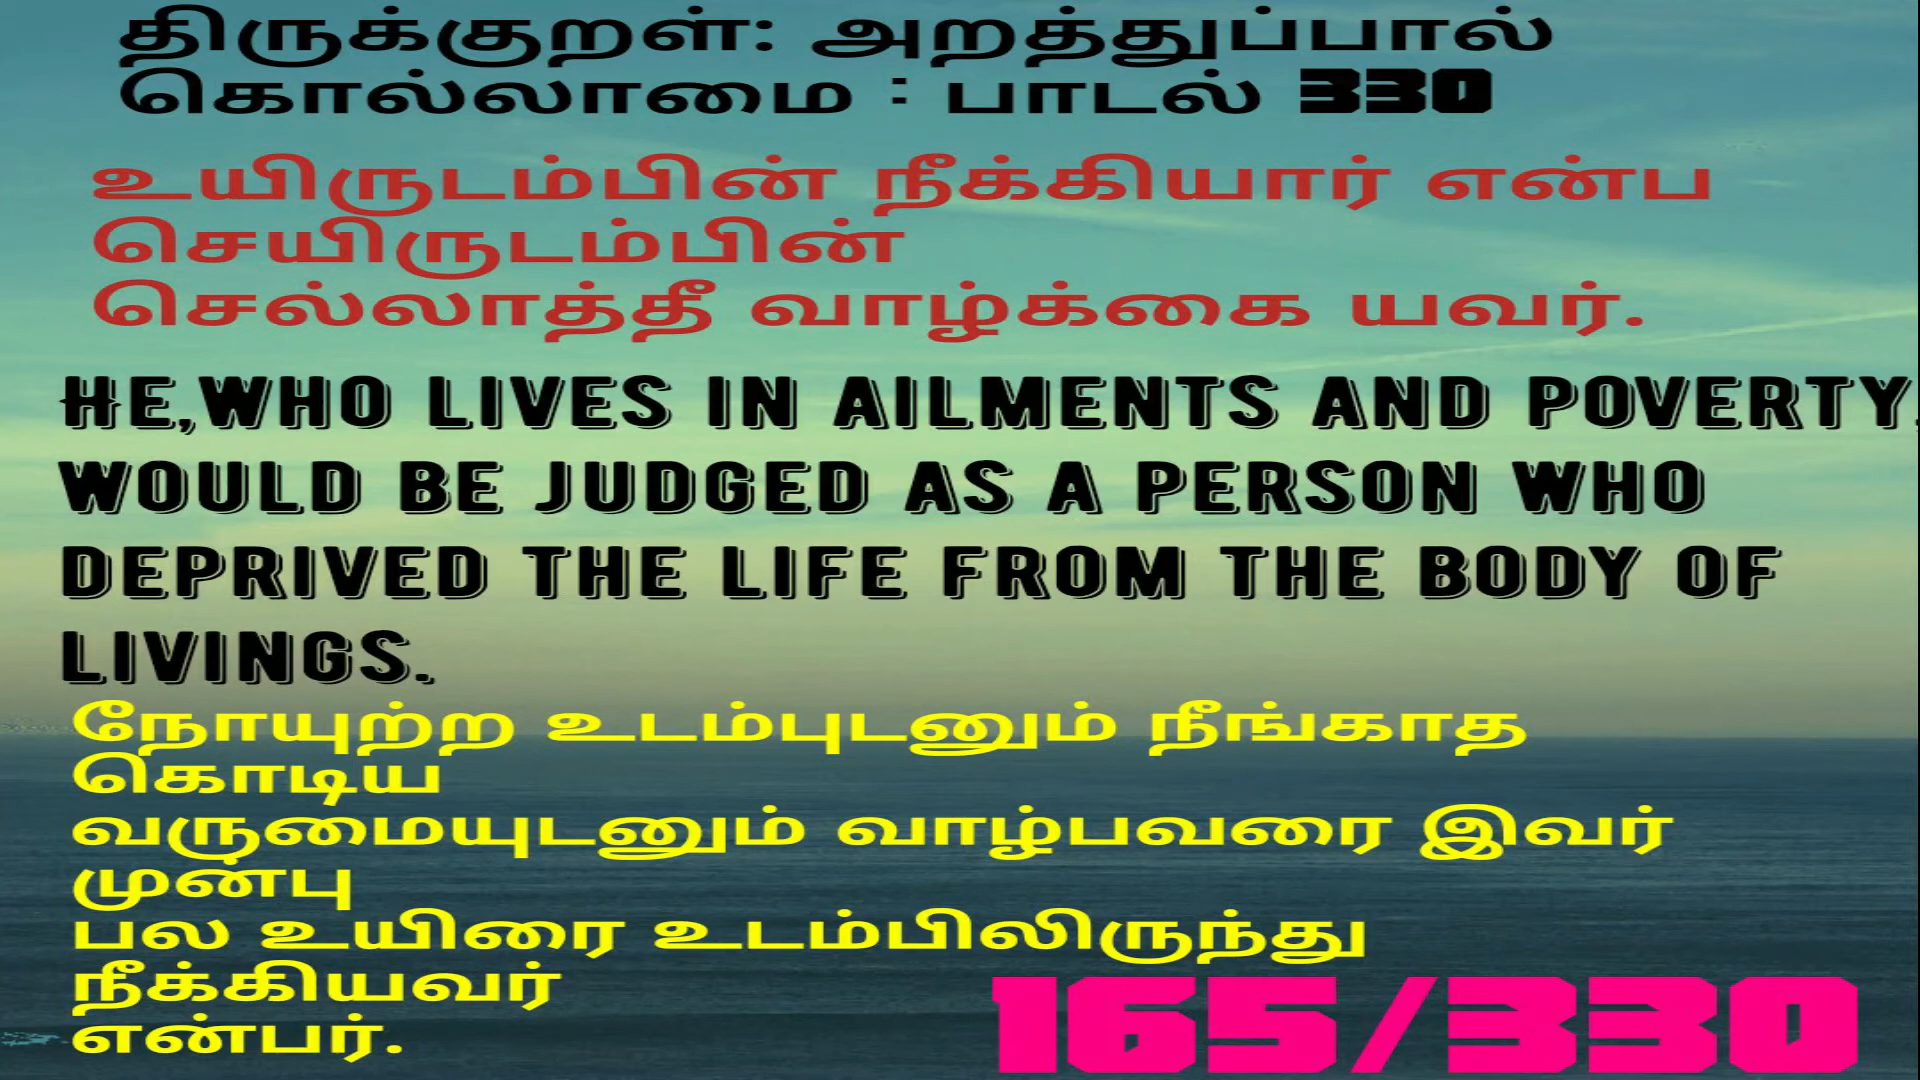 திருக்குறள்: அறத்துப்பால்
கொல்லாமை : பாடல் 330
உயிருடம்பின் நீக்கியார் என்ப
செயிருடம்பின்
செல்லாத்தீ வாழ்க்கை யவர்.
HE,WHO LIVES IN AILMENTS AND POVERTY,
WOULD BE JUDGED AS A PERSON WHO
DEPRIVED THE LIFE FROM THE BODY OF
LIVINGS.
நோயுற்ற உடம்புடனும் நீங்காத
கொடிய
வருமையுடனும் வாழ்பவரை இவர்
முன்பு
பல உயிரை உடம்பிலிருந்து
நீக்கியவர்
என்பர்.
165/330